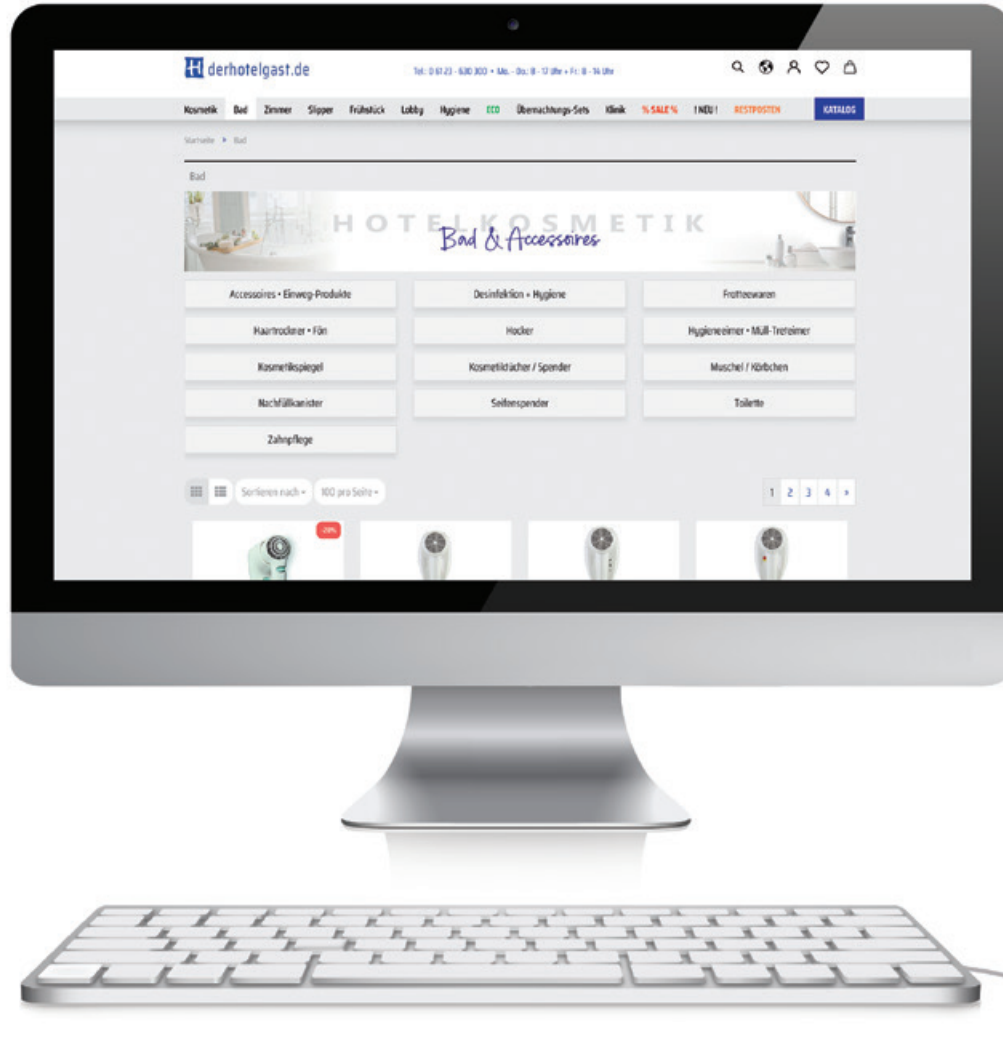 H derhotelgast.de
Tel.: 0 61 23 - 630 300 • Mo. - Do.: 8 - 17 Uhr • Fr.: 8 - 14 Uhr
Kosmetik Bad Zimmer Slipper Frühstück Lobby Hygiene ECO Übernachtungs-Sets Klinik % SALE % ! NEU ! RESTPOSTEN KATALOG
Startseite > Bad
Bad
HOTELKOSMETIK
Bad & Accessoires
Accessoires • Einweg-Produkte Desinfektion + Hygiene Frotteewaren
Haartrockner • Fön Hocker Hygieneeimer • Müll-Treteimer
Kosmetikspiegel Kosmetiktücher / Spender Muschel / Körbchen
Nachfüllkanister Seifenspender Toilette
Zahnpflege
Sortieren nach 100 pro Seite 1 2 3 4 »
-20%